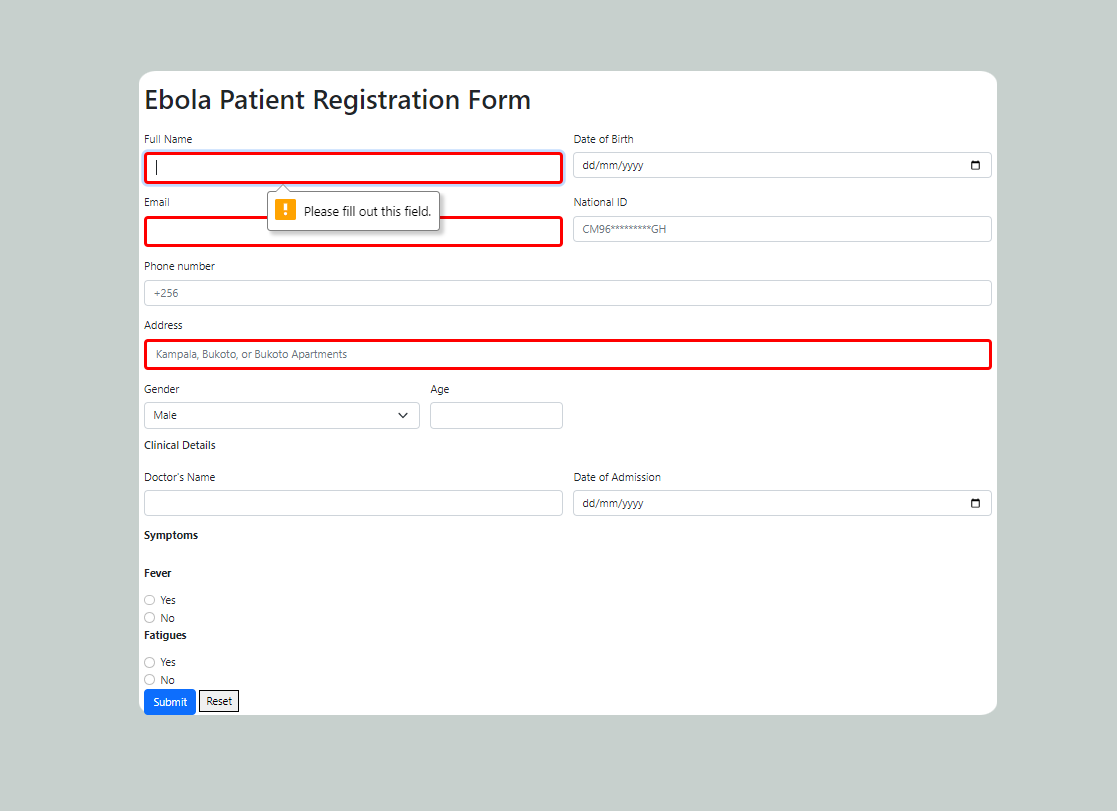 Ebola Patient Registration Form
Full Name
Date of Birth
dd/mm/yyyy
! Please fill out this field.
Email
National ID
CM96*********GH
Phone number
+256
Address
Kampala, Bukoto, or Bukoto Apartments
Gender
Age
Male
Clinical Details
Doctor's Name
Date of Admission
dd/mm/yyyy
Symptoms
Fever
Yes
No
Fatigues
Yes
No
Submit
Reset